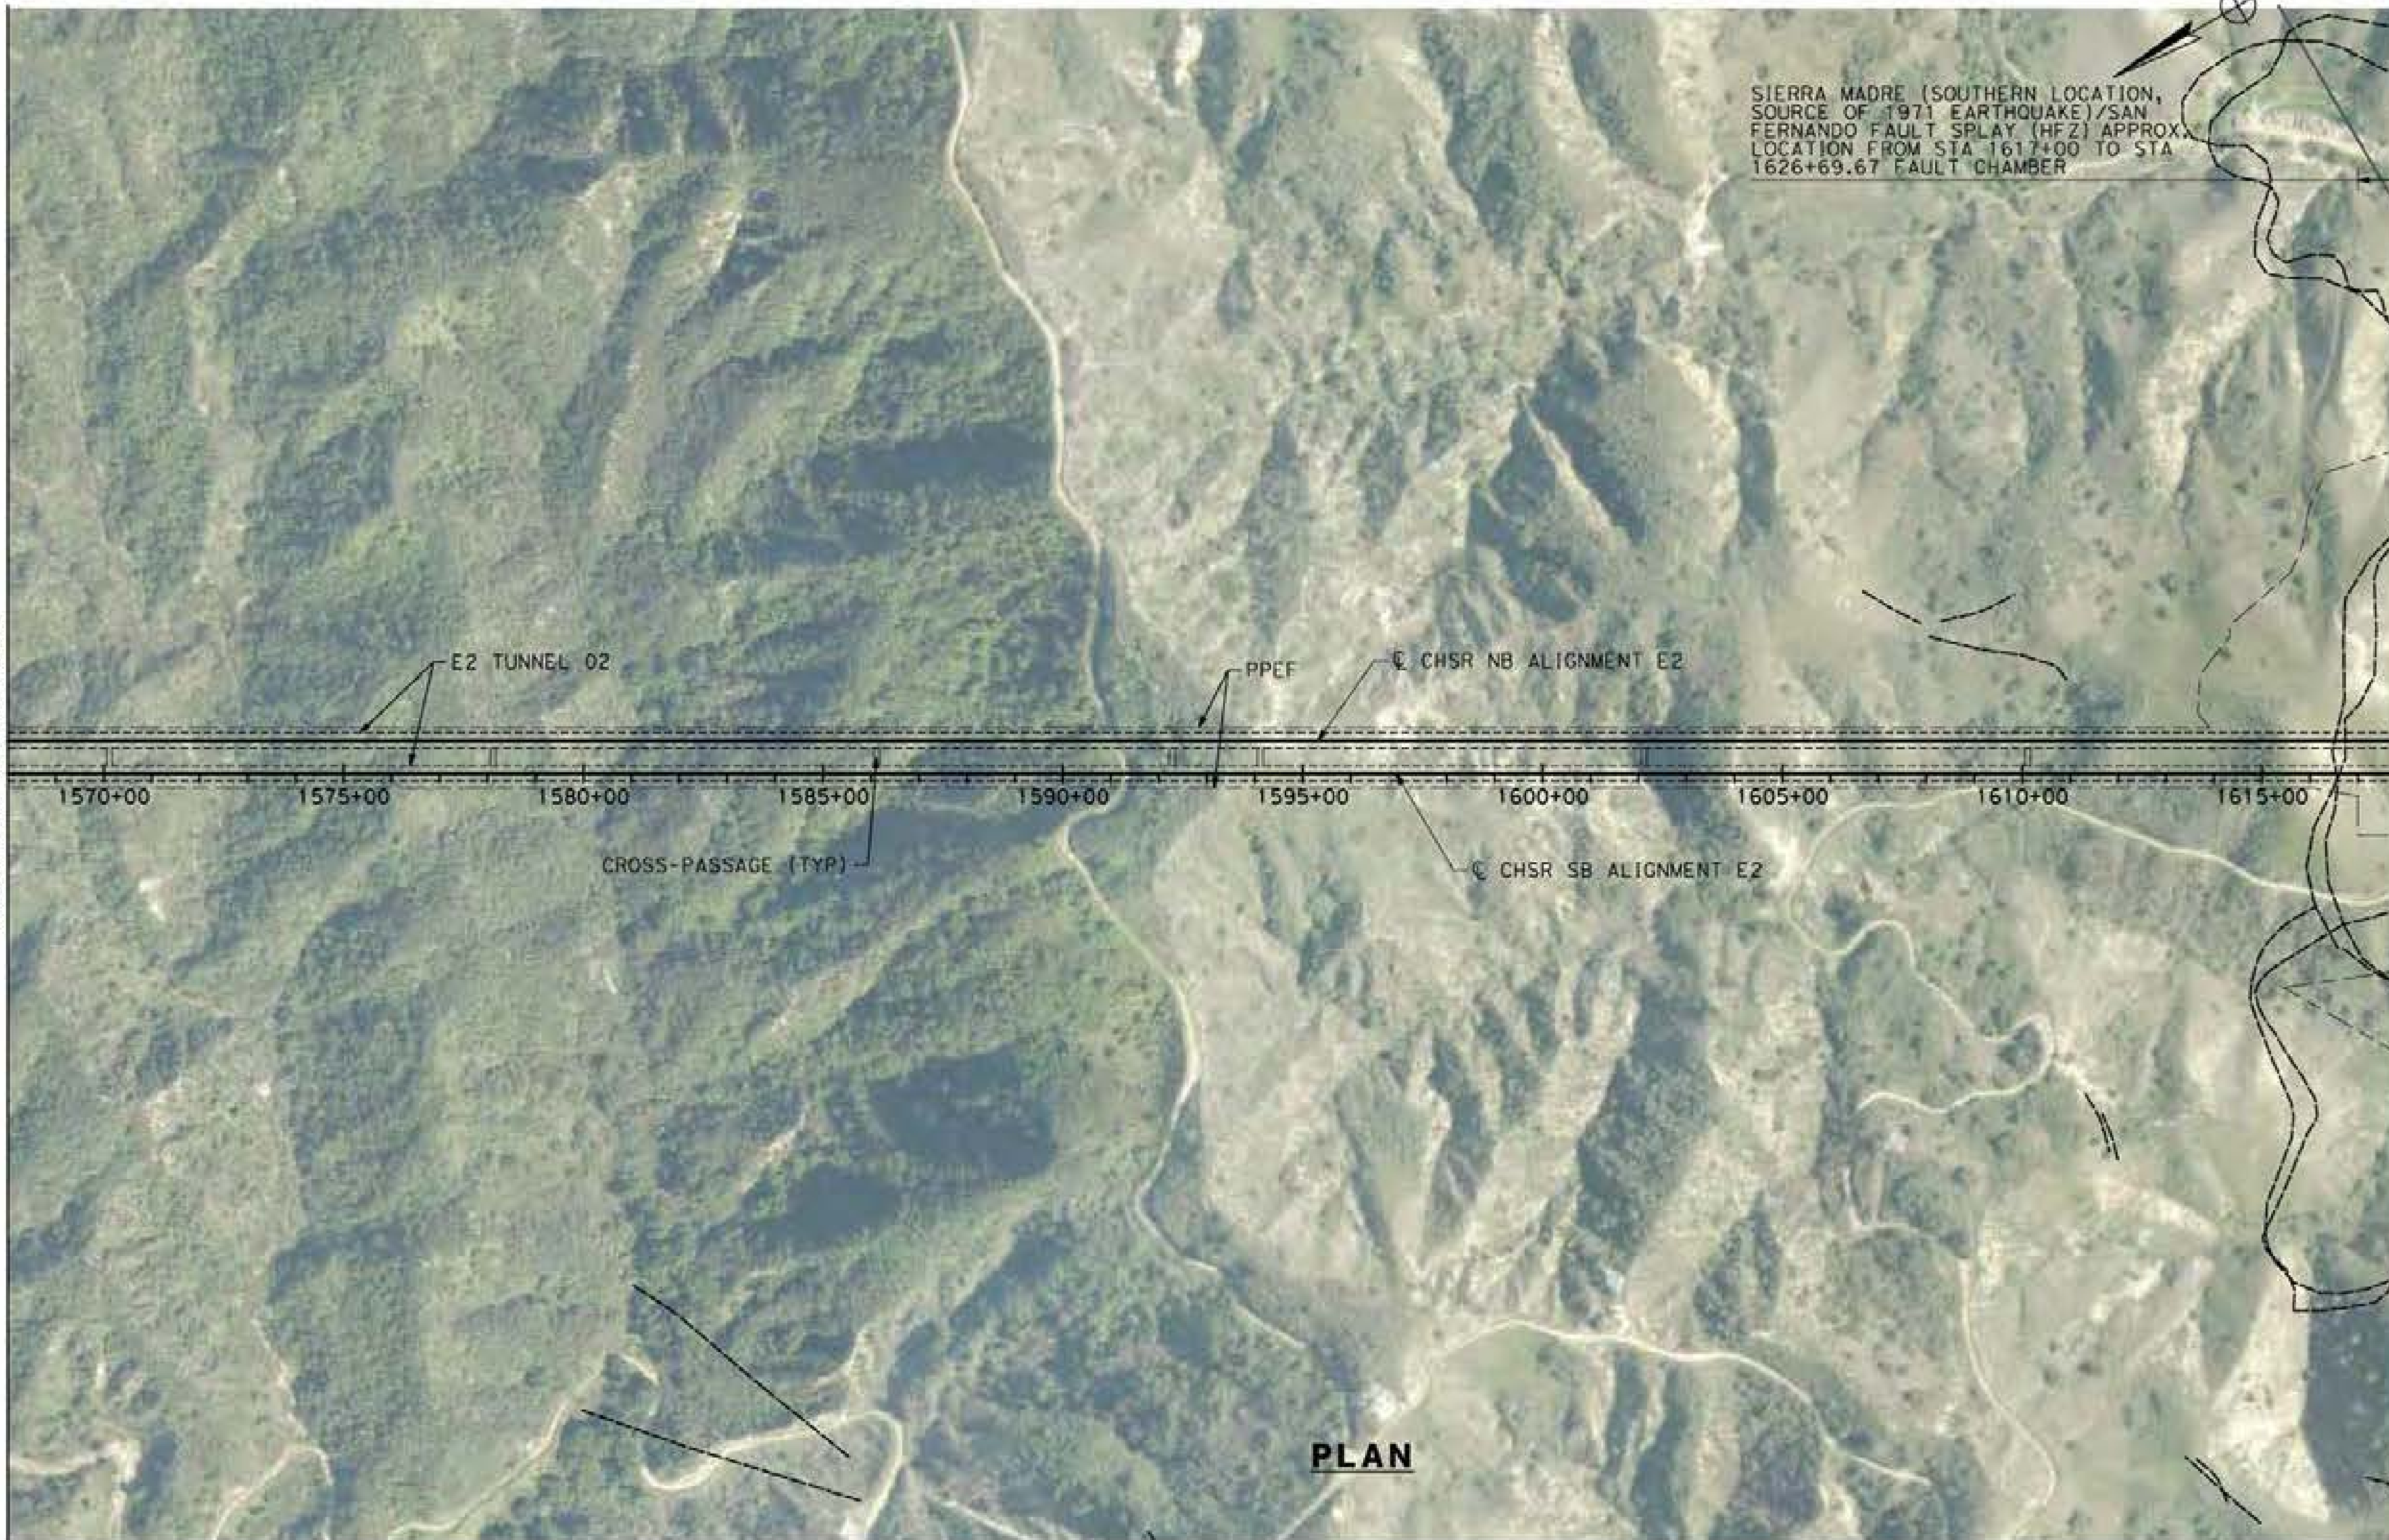 SIERRA MADRE (SOUTHERN LOCATION,
SOURCE OF 1971 EARTHQUAKE)/SAN
FERNANDO FAULT SPLAY (HFZ) APPROX.
LOCATION FROM STA 1617+00 TO STA
1626+69.67 FAULT CHAMBER
E2 TUNNEL 02
PPEF
℄ CHSR NB ALIGNMENT E2
1570+00
1575+00
1580+00
1585+00
1590+00
1595+00
1600+00
1605+00
1610+00
1615+00
CROSS-PASSAGE (TYP)
℄ CHSR SB ALIGNMENT E2
PLAN